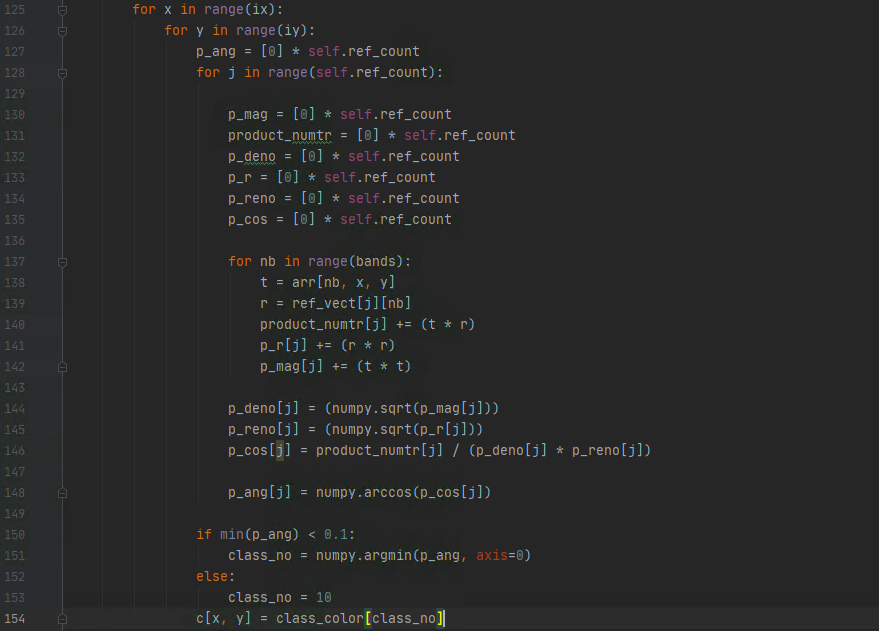 125 for x in range(ix):
126 for y in range(iy):
127 p_ang = [0] * self.ref_count
128 for j in range(self.ref_count):
129
130 p_mag = [0] * self.ref_count
131 product_numtr = [0] * self.ref_count
132 p_deno = [0] * self.ref_count
133 p_r = [0] * self.ref_count
134 p_reno = [0] * self.ref_count
135 p_cos = [0] * self.ref_count
136
137 for nb in range(bands):
138 t = arr[nb, x, y]
139 r = ref_vect[j][nb]
140 product_numtr[j] += (t * r)
141 p_r[j] += (r * r)
142 p_mag[j] += (t * t)
143
144 p_deno[j] = (numpy.sqrt(p_mag[j]))
145 p_reno[j] = (numpy.sqrt(p_r[j]))
146 p_cos[j] = product_numtr[j] / (p_deno[j] * p_reno[j])
147
148 p_ang[j] = numpy.arccos(p_cos[j])
149
150 if min(p_ang) < 0.1:
151 class_no = numpy.argmin(p_ang, axis=0)
152 else:
153 class_no = 10
154 c[x, y] = class_color[class_no]